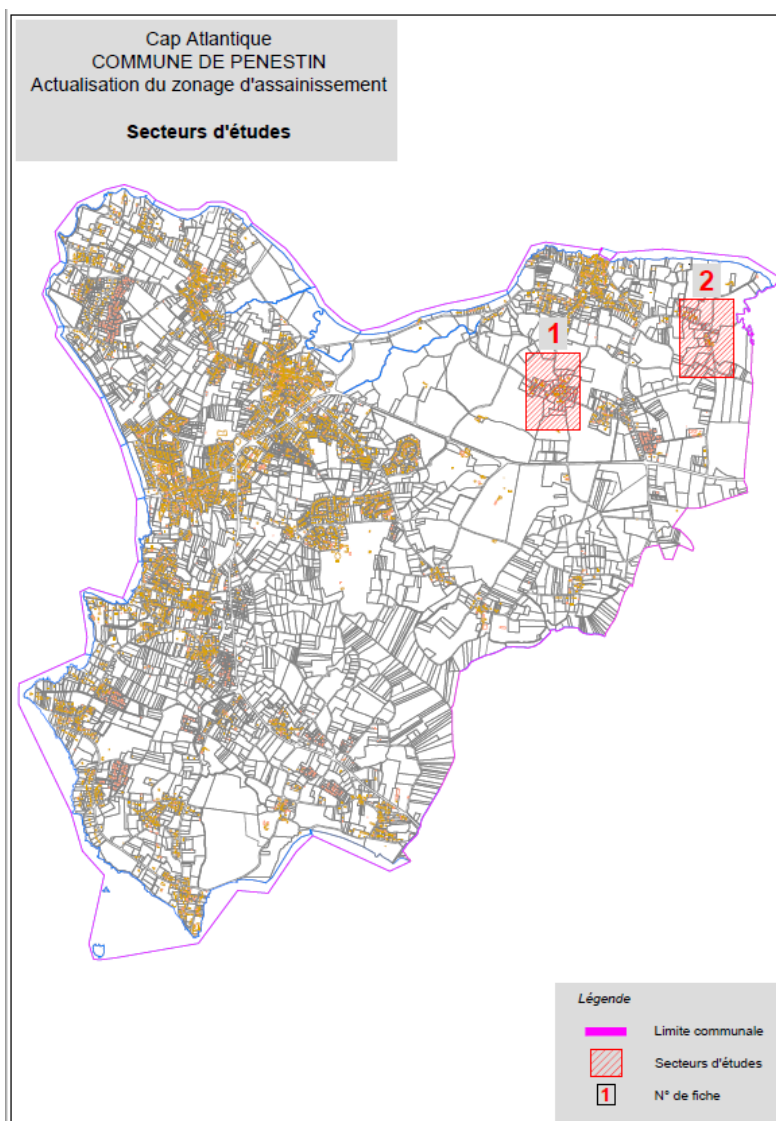 Cap Atlantique
COMMUNE DE PENESTIN
Actualisation du zonage d'assainissement
Secteurs d'études
2
1
Légende
Limite communale
Secteurs d'études
1 N° de fiche